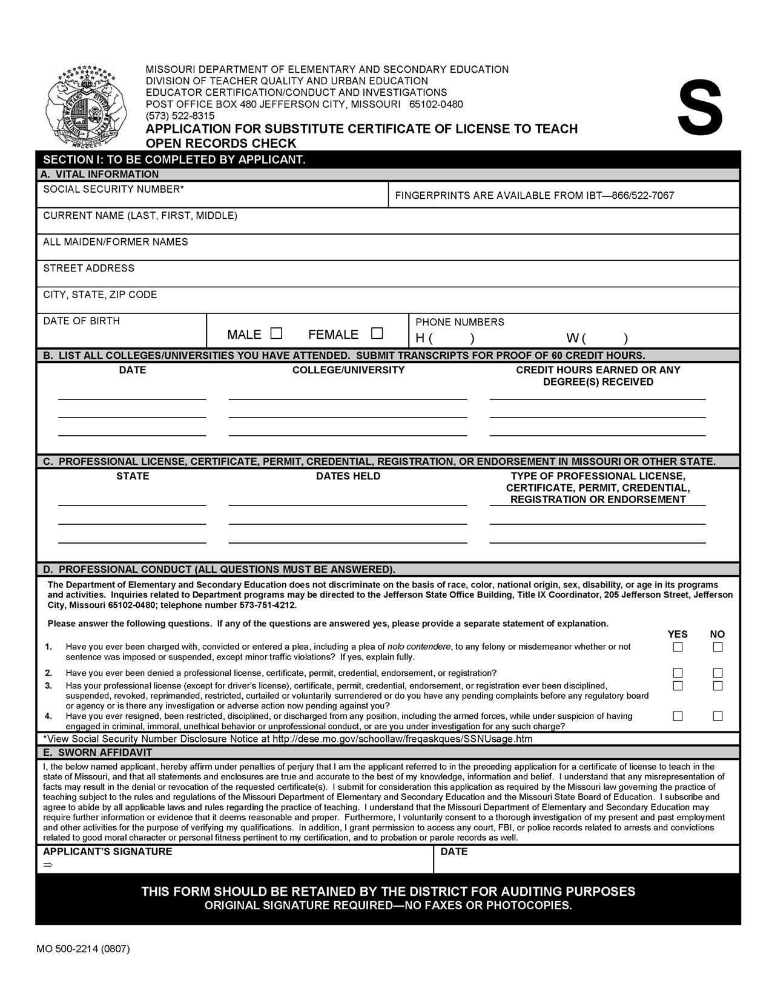 MISSOURI DEPARTMENT OF ELEMENTARY AND SECONDARY EDUCATION
DIVISION OF TEACHER QUALITY AND URBAN EDUCATION
EDUCATOR CERTIFICATION/CONDUCT AND INVESTIGATIONS
POST OFFICE BOX 480 JEFFERSON CITY, MISSOURI 65102-0480
(573) 522-8315
APPLICATION FOR SUBSTITUTE CERTIFICATE OF LICENSE TO TEACH
OPEN RECORDS CHECK
S
SECTION I: TO BE COMPLETED BY APPLICANT.
A. VITAL INFORMATION
SOCIAL SECURITY NUMBER*
FINGERPRINTS ARE AVAILABLE FROM IBT—866/522-7067
CURRENT NAME (LAST, FIRST, MIDDLE)
ALL MAIDEN/FORMER NAMES
STREET ADDRESS
CITY, STATE, ZIP CODE
DATE OF BIRTH
MALE ☐ FEMALE ☐
PHONE NUMBERS
H ( ) W ( )
B. LIST ALL COLLEGES/UNIVERSITIES YOU HAVE ATTENDED. SUBMIT TRANSCRIPTS FOR PROOF OF 60 CREDIT HOURS.
DATE COLLEGE/UNIVERSITY CREDIT HOURS EARNED OR ANY
DEGREE(S) RECEIVED
C. PROFESSIONAL LICENSE, CERTIFICATE, PERMIT, CREDENTIAL, REGISTRATION, OR ENDORSEMENT IN MISSOURI OR OTHER STATE.
STATE DATES HELD TYPE OF PROFESSIONAL LICENSE,
CERTIFICATE, PERMIT, CREDENTIAL,
REGISTRATION OR ENDORSEMENT
D. PROFESSIONAL CONDUCT (ALL QUESTIONS MUST BE ANSWERED).
The Department of Elementary and Secondary Education does not discriminate on the basis of race, color, national origin, sex, disability, or age in its programs
and activities. Inquiries related to Department programs may be directed to the Jefferson State Office Building, Title IX Coordinator, 205 Jefferson Street, Jefferson
City, Missouri 65102-0480; telephone number 573-751-4212.
Please answer the following questions. If any of the questions are answered yes, please provide a separate statement of explanation.
YES NO
1. Have you ever been charged with, convicted or entered a plea, including a plea of nolo contendere, to any felony or misdemeanor whether or not ☐ ☐
sentence was imposed or suspended, except minor traffic violations? If yes, explain fully.
2. Have you ever been denied a professional license, certificate, permit, credential, endorsement, or registration? ☐ ☐
3. Has your professional license (except for driver's license), certificate, permit, credential, endorsement, or registration ever been disciplined, ☐ ☐
suspended, revoked, reprimanded, restricted, curtailed or voluntarily surrendered or do you have any pending complaints before any regulatory board
or agency or is there any investigation or adverse action now pending against you?
4. Have you ever resigned, been restricted, disciplined, or discharged from any position, including the armed forces, while under suspicion of having ☐ ☐
engaged in criminal, immoral, unethical behavior or unprofessional conduct, or are you under investigation for any such charge?
*View Social Security Number Disclosure Notice at http://dese.mo.gov/schoollaw/freqaskques/SSNUsage.htm
E. SWORN AFFIDAVIT
I, the below named applicant, hereby affirm under penalties of perjury that I am the applicant referred to in the preceding application for a certificate of license to teach in the
state of Missouri, and that all statements and enclosures are true and accurate to the best of my knowledge, information and belief. I understand that any misrepresentation of
facts may result in the denial or revocation of the requested certificate(s). I submit for consideration this application as required by the Missouri law governing the practice of
teaching subject to the rules and regulations of the Missouri Department of Elementary and Secondary Education and the Missouri State Board of Education. I subscribe and
agree to abide by all applicable laws and rules regarding the practice of teaching. I understand that the Missouri Department of Elementary and Secondary Education may
require further information or evidence that it deems reasonable and proper. Furthermore, I voluntarily consent to a thorough investigation of my present and past employment
and other activities for the purpose of verifying my qualifications. In addition, I grant permission to access any court, FBI, or police records related to arrests and convictions
related to good moral character or personal fitness pertinent to my certification, and to probation or parole records as well.
APPLICANT'S SIGNATURE DATE
⇒
THIS FORM SHOULD BE RETAINED BY THE DISTRICT FOR AUDITING PURPOSES
ORIGINAL SIGNATURE REQUIRED—NO FAXES OR PHOTOCOPIES.
MO 500-2214 (0807)